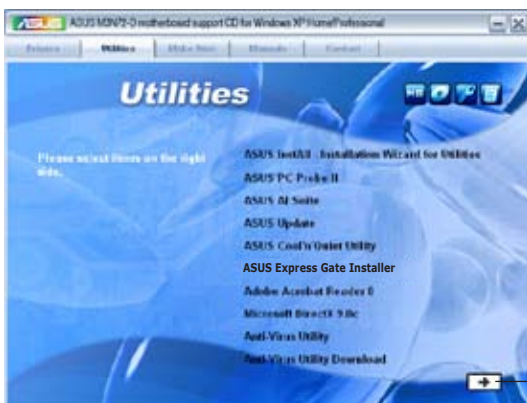 ASUS M3N72-D motherboard support CD for Windows XP Home/Professional
Drivers Utilities Make Disk Manuals Contact
Utilities
Please select items on the right side.
ASUS InstAll - Installation Wizard for Utilities
ASUS PC Probe II
ASUS AI Suite
ASUS Update
ASUS Cool'n'Quiet Utility
ASUS Express Gate Installer
Adobe Acrobat Reader 8
Microsoft DirectX 9.0c
Anti-Virus Utility
Anti-Virus Utility Download